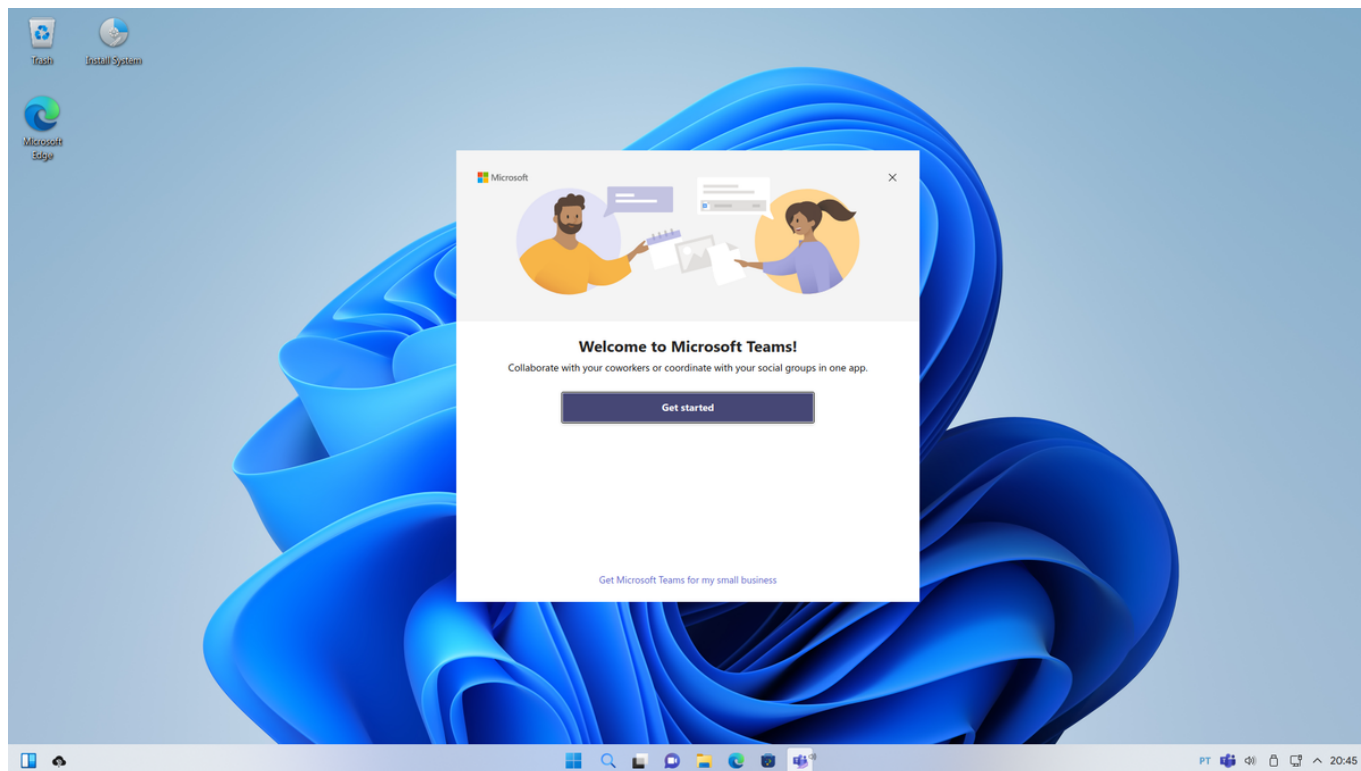 Trash
Install System
Microsoft
Edge
Microsoft
Welcome to Microsoft Teams!
Collaborate with your coworkers or coordinate with your social groups in one app.
Get started
Get Microsoft Teams for my small business
PT
20:45